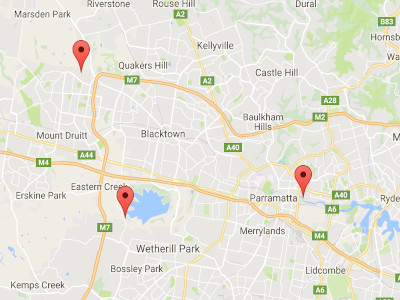 Riverstone
Dural
Marsden Park
A2
Rouse Hill
B83
Kellyville
Hornsb
Quakers Hill
Castle Hill
A2
M7
A28
Baulkham
Hills
M2
Mount Druitt
Blacktown
A40
M4
A44
Eastern Creek
Erskine Park
Parramatta
A40
Ryde
A6
M7
Merrylands
M4
Wetherill Park
Bossley Park
Lidcombe
A6
Kemps Creek